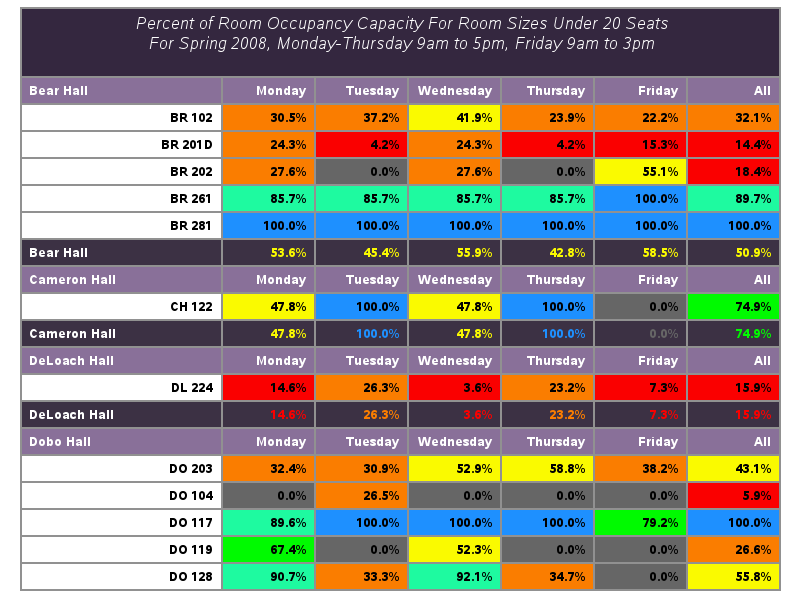 Percent of Room Occupancy Capacity For Room Sizes Under 20 Seats
For Spring 2008, Monday-Thursday 9am to 5pm, Friday 9am to 3pm
Bear Hall Monday Tuesday Wednesday Thursday Friday All
BR 102 30.5% 37.2% 41.9% 23.9% 22.2% 32.1%
BR 201D 24.3% 4.2% 24.3% 4.2% 15.3% 14.4%
BR 202 27.6% 0.0% 27.6% 0.0% 55.1% 18.4%
BR 261 85.7% 85.7% 85.7% 85.7% 100.0% 89.7%
BR 281 100.0% 100.0% 100.0% 100.0% 100.0% 100.0%
Bear Hall 53.6% 45.4% 55.9% 42.8% 58.5% 50.9%
Cameron Hall Monday Tuesday Wednesday Thursday Friday All
CH 122 47.8% 100.0% 47.8% 100.0% 0.0% 74.9%
Cameron Hall 47.8% 100.0% 47.8% 100.0% 0.0% 74.9%
DeLoach Hall Monday Tuesday Wednesday Thursday Friday All
DL 224 14.6% 26.3% 3.6% 23.2% 7.3% 15.9%
DeLoach Hall 14.6% 26.3% 3.6% 23.2% 7.3% 15.9%
Dobo Hall Monday Tuesday Wednesday Thursday Friday All
DO 203 32.4% 30.9% 52.9% 58.8% 38.2% 43.1%
DO 104 0.0% 26.5% 0.0% 0.0% 0.0% 5.9%
DO 117 89.6% 100.0% 100.0% 100.0% 79.2% 100.0%
DO 119 67.4% 0.0% 52.3% 0.0% 0.0% 26.6%
DO 128 90.7% 33.3% 92.1% 34.7% 0.0% 55.8%